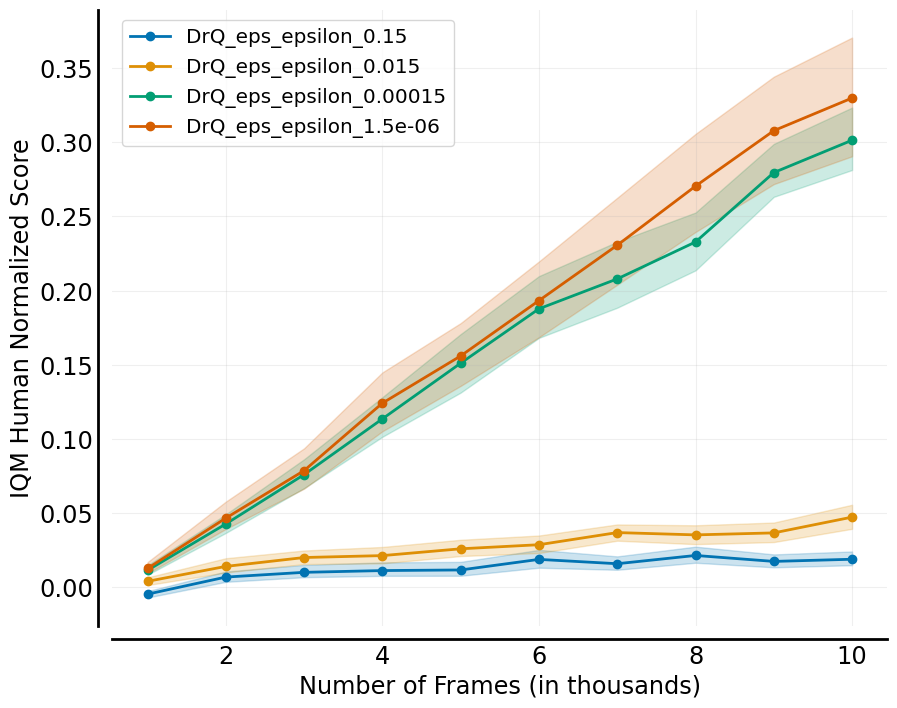 DrQ_eps_epsilon_0.15
DrQ_eps_epsilon_0.015
DrQ_eps_epsilon_0.00015
DrQ_eps_epsilon_1.5e-06
IQM Human Normalized Score
0.35
0.30
0.25
0.20
0.15
0.10
0.05
0.00
2 4 6 8 10
Number of Frames (in thousands)